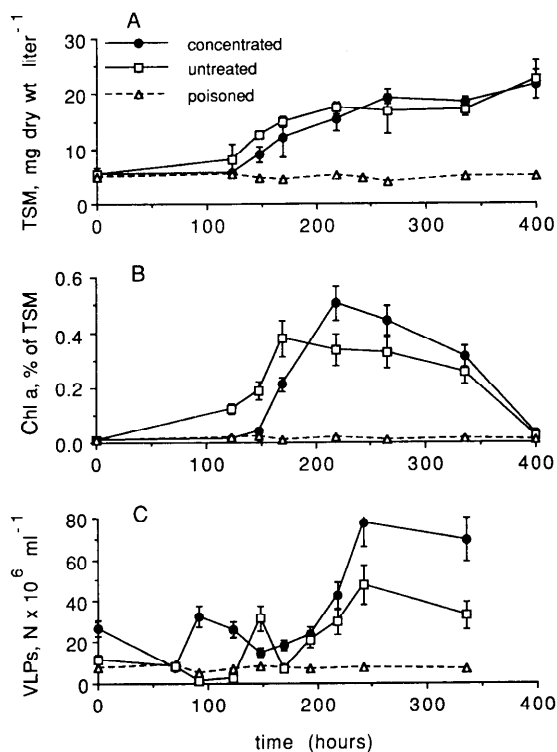 A
TSM, mg dry wt liter⁻¹
30
20
10
0
concentrated
untreated
poisoned
0 100 200 300 400
B
Chl a, % of TSM
0.6
0.4
0.2
0.0
0 100 200 300 400
C
VLPs, N x 10⁶ ml⁻¹
80
60
40
20
0
0 100 200 300 400
time (hours)